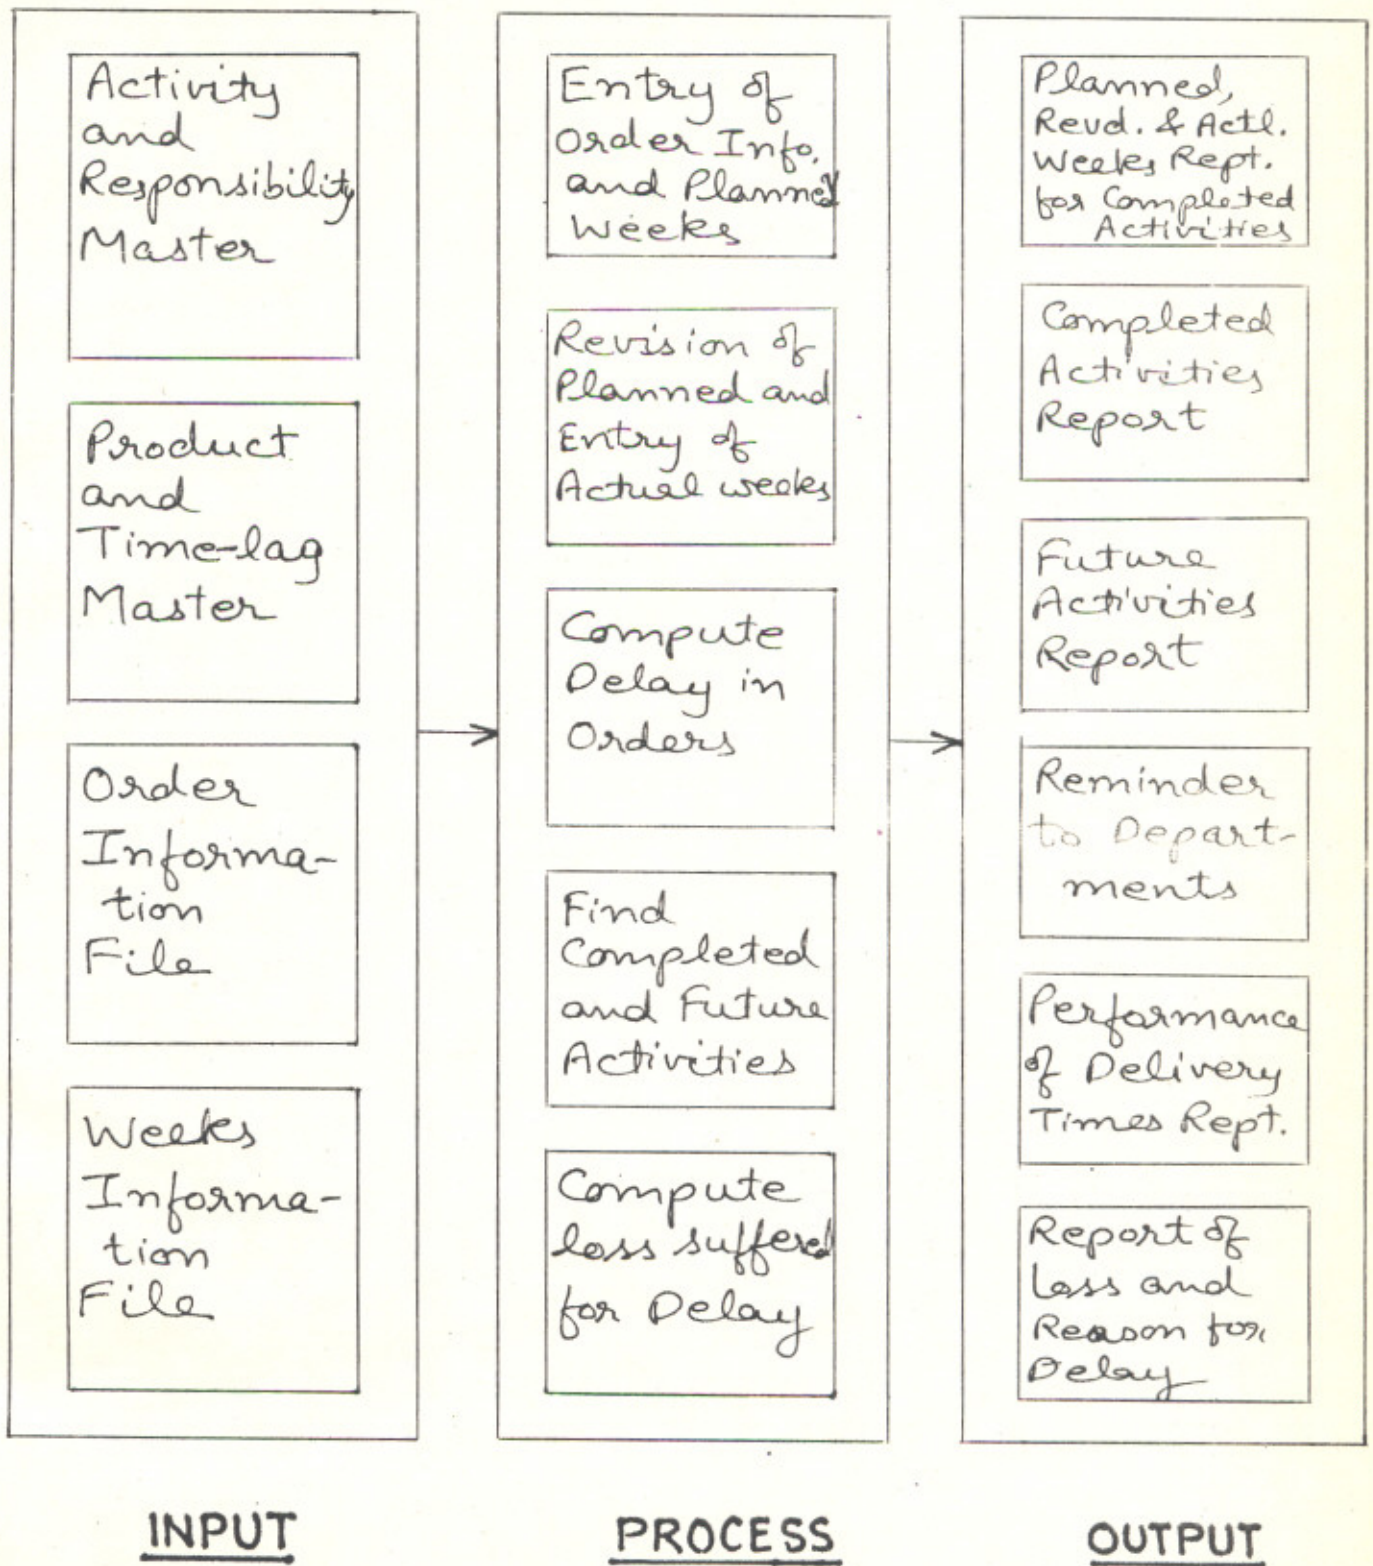 Activity
and
Responsibility
Master
Product
and
Time-lag
Master
Order
Informa-
tion
File
Weeks
Informa-
tion
File
INPUT
Entry of
Order Info.
and Planned
Weeks
Revision of
Planned and
Entry of
Actual weeks
Compute
Delay in
Orders
Find
Completed
and Future
Activities
Compute
loss suffered
for Delay
PROCESS
Planned,
Revd. & Actl.
Weeks Rept.
for Completed
Activities
Completed
Activities
Report
Future
Activities
Report
Reminder
to Depart-
ments
Performance
of Delivery
Times Rept.
Report of
Loss and
Reason for
Delay
OUTPUT